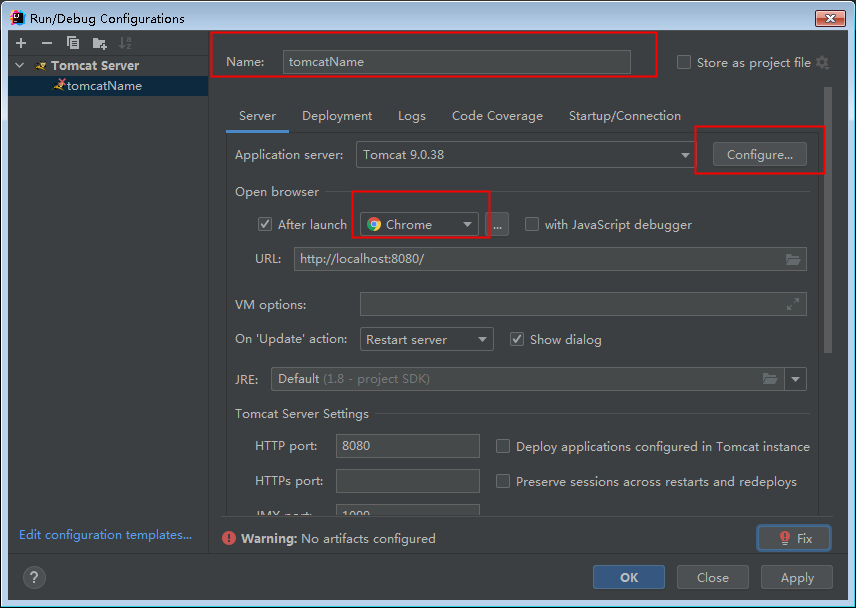 Run/Debug Configurations
Tomcat Server
tomcatName
Name: tomcatName
Store as project file
Server Deployment Logs Code Coverage Startup/Connection
Application server: Tomcat 9.0.38 Configure...
Open browser
After launch Chrome ... with JavaScript debugger
URL: http://localhost:8080/
VM options:
On 'Update' action: Restart server Show dialog
JRE: Default (1.8 - project SDK)
Tomcat Server Settings
HTTP port: 8080 Deploy applications configured in Tomcat instance
HTTPs port: Preserve sessions across restarts and redeploys
JMX port: 1099
Edit configuration templates...
Warning: No artifacts configured
Fix
? OK Close Apply